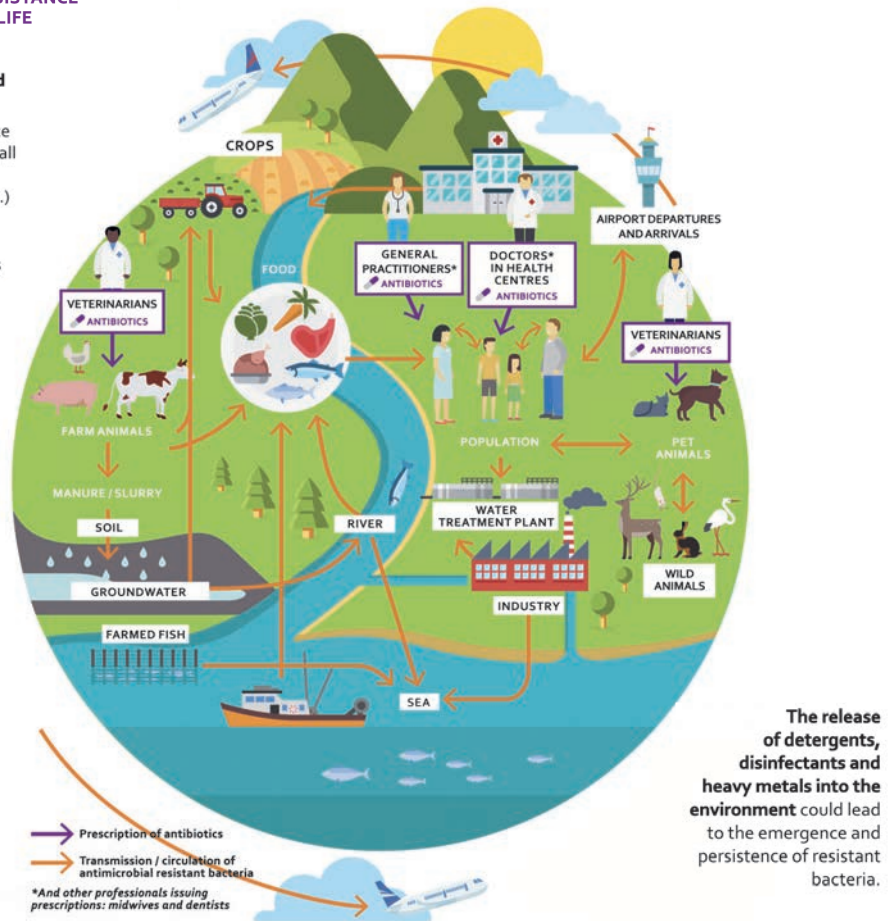 ISTANCE
LIFE
d
e
all
.)
s
CROPS
AIRPORT DEPARTURES
AND ARRIVALS
FOOD
GENERAL
PRACTITIONERS*
ANTIBIOTICS
DOCTORS*
IN HEALTH
CENTRES
ANTIBIOTICS
VETERINARIANS
ANTIBIOTICS
VETERINARIANS
ANTIBIOTICS
FARM ANIMALS
POPULATION
PET
ANIMALS
MANURE / SLURRY
SOIL
RIVER
WATER
TREATMENT PLANT
GROUNDWATER
WILD
ANIMALS
INDUSTRY
FARMED FISH
SEA
The release
of detergents,
disinfectants and
heavy metals into the
environment could lead
to the emergence and
persistence of resistant
bacteria.
Prescription of antibiotics
Transmission / circulation of
antimicrobial resistant bacteria
*And other professionals issuing
prescriptions: midwives and dentists